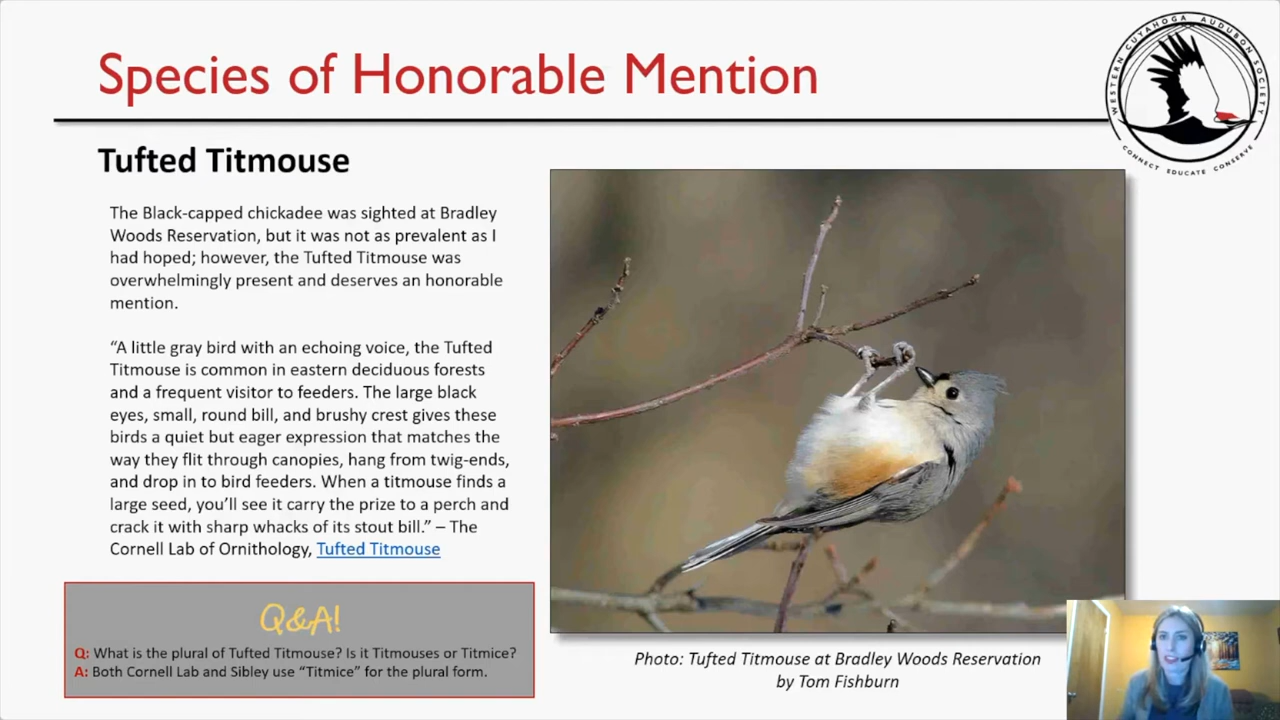 Species of Honorable Mention
WESTERN CUYAHOGA AUDUBON SOCIETY
CONNECT EDUCATE CONSERVE
Tufted Titmouse
The Black-capped chickadee was sighted at Bradley
Woods Reservation, but it was not as prevalent as I
had hoped; however, the Tufted Titmouse was
overwhelmingly present and deserves an honorable
mention.
“A little gray bird with an echoing voice, the Tufted
Titmouse is common in eastern deciduous forests
and a frequent visitor to feeders. The large black
eyes, small, round bill, and brushy crest gives these
birds a quiet but eager expression that matches the
way they flit through canopies, hang from twig-ends,
and drop in to bird feeders. When a titmouse finds a
large seed, you’ll see it carry the prize to a perch and
crack it with sharp whacks of its stout bill.” – The
Cornell Lab of Ornithology, Tufted Titmouse
Q&A!
Q: What is the plural of Tufted Titmouse? Is it Titmouses or Titmice?
A: Both Cornell Lab and Sibley use “Titmice” for the plural form.
Photo: Tufted Titmouse at Bradley Woods Reservation
by Tom Fishburn